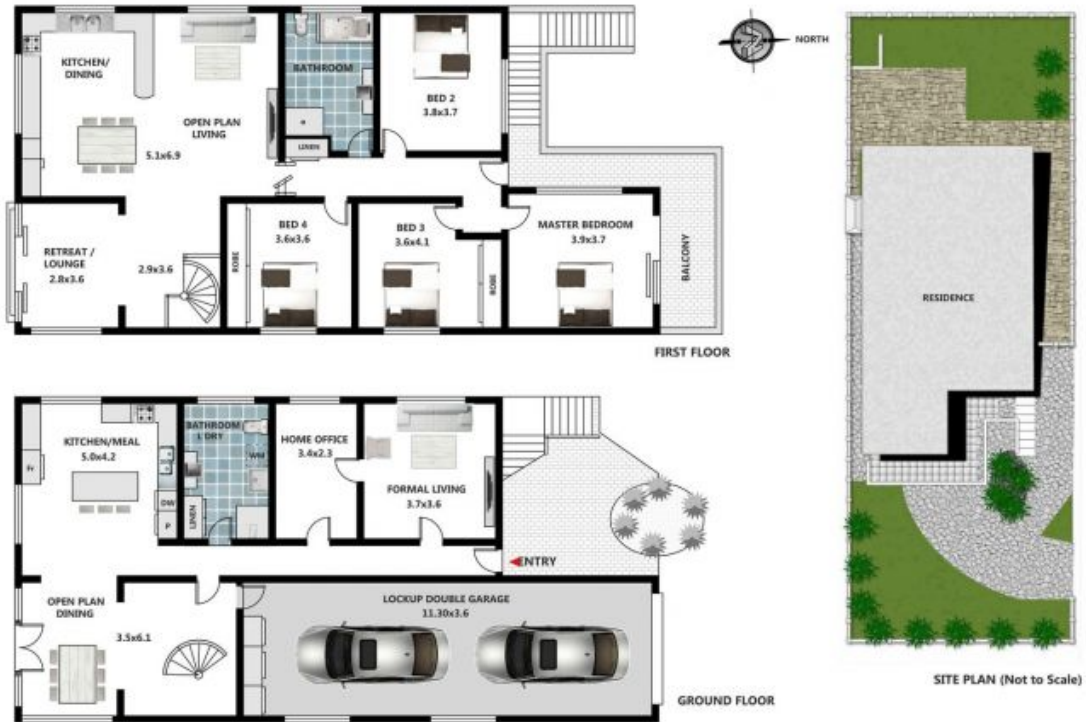 KITCHEN/
DINING
OPEN PLAN
LIVING
5.1x6.9
BATHROOM
LINEN
BED 2
3.8x3.7
NORTH
RETREAT /
LOUNGE
2.8x3.6
2.9x3.6
ROBE
BED 4
3.6x3.6
BED 3
3.6x4.1
ROBE
MASTER BEDROOM
3.9x3.7
BALCONY
FIRST FLOOR
KITCHEN/MEAL
5.0x4.2
Fr
DW
P
BATHROOM
L'DRY
WM
LINEN
HOME OFFICE
3.4x2.3
FORMAL LIVING
3.7x3.6
ENTRY
OPEN PLAN
DINING
3.5x6.1
LOCKUP DOUBLE GARAGE
11.30x3.6
GROUND FLOOR
RESIDENCE
SITE PLAN (Not to Scale)